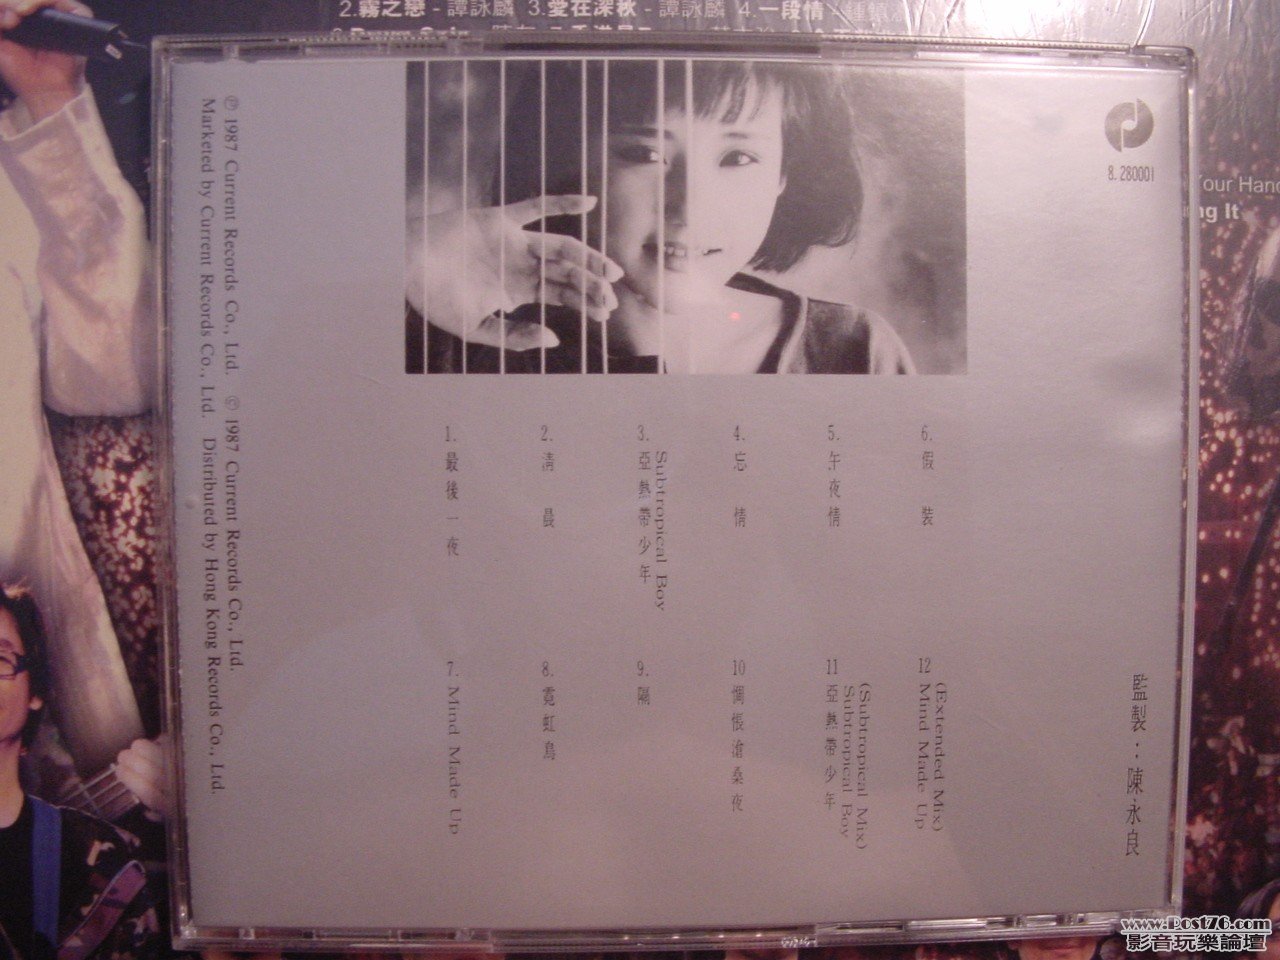 2.霧之戀 - 譚詠麟 3.愛在深秋 - 譚詠麟 4.一段情
8.280001
Your Hand
ng It
1. 最後一夜
2. 清晨
3. 亞熱帶少年
Subtropical Boy
4. 忘情
5. 午夜情
6. 假裝
7. Mind Made Up
8. 霓虹鳥
9. 隔
10 惆悵滄桑夜
11 亞熱帶少年
Subtropical Boy
(Subtropical Mix)
12 Mind Made Up
(Extended Mix)
監製：陳永良
Ⓟ 1987 Current Records Co., Ltd. © 1987 Current Records Co., Ltd.
Marketed by Current Records Co., Ltd. Distributed by Hong Kong Records Co., Ltd.
www.Post76.com
影音玩樂論壇